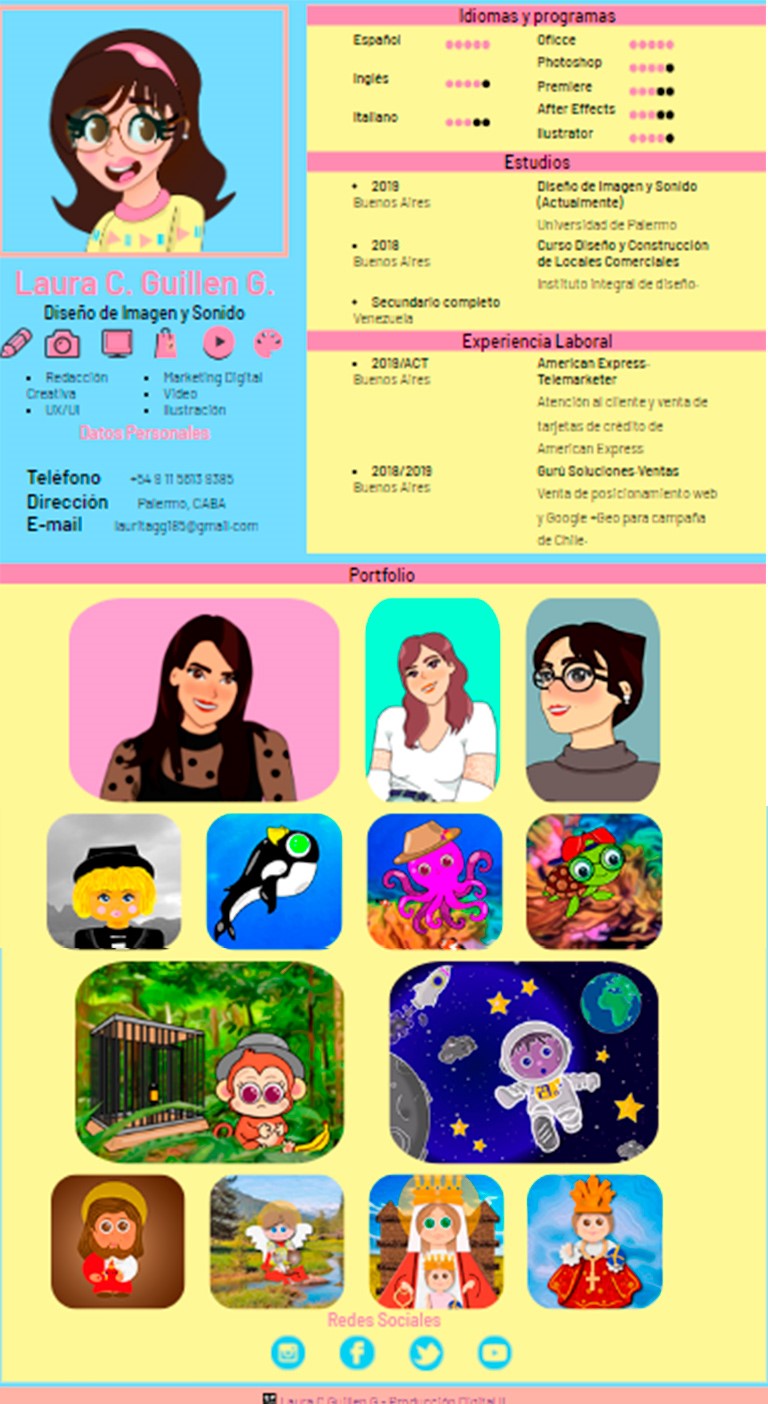 Laura C. Guillen G.
Diseño de Imagen y Sonido
• Redacción Creativa
• UX/UI
• Marketing Digital
• Video
• Ilustración
Datos Personales
Teléfono +54 9 11 5613 9385
Dirección Palermo, CABA
E-mail lauritagg185@gmail.com
Idiomas y programas
Español
Inglés
Italiano
Oficce
Photoshop
Premiere
After Effects
Ilustrator
Estudios
• 2019
Buenos Aires
Diseño de Imagen y Sonido
(Actualmente)
Universidad de Palermo
• 2018
Buenos Aires
Curso Diseño y Construcción
de Locales Comerciales
Instituto integral de diseño.
• Secundario completo
Venezuela
Experiencia Laboral
• 2019/ACT
Buenos Aires
American Express-
Telemarketer
Atención al cliente y venta de
tarjetas de crédito de
American Express
• 2018/2019
Buenos Aires
Gurú Soluciones-Ventas
Venta de posicionamiento web
y Google +Geo para campaña
de Chile.
Portfolio
Redes Sociales
Laura C Guillen G - Producción Digital II